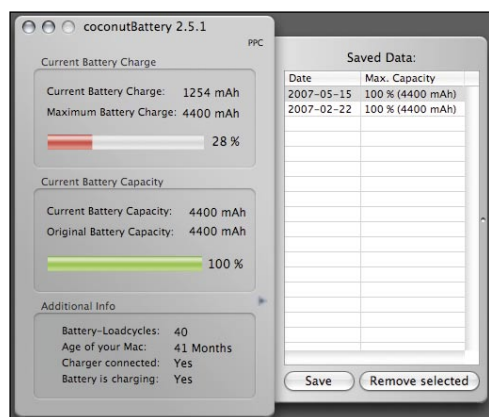 coconutBattery 2.5.1
PPC
Current Battery Charge
Current Battery Charge: 1254 mAh
Maximum Battery Charge: 4400 mAh
28 %
Current Battery Capacity
Current Battery Capacity: 4400 mAh
Original Battery Capacity: 4400 mAh
100 %
Additional Info
Battery-Loadcycles: 40
Age of your Mac: 41 Months
Charger connected: Yes
Battery is charging: Yes
Saved Data:
Date Max. Capacity
2007-05-15 100 % (4400 mAh)
2007-02-22 100 % (4400 mAh)
Save Remove selected